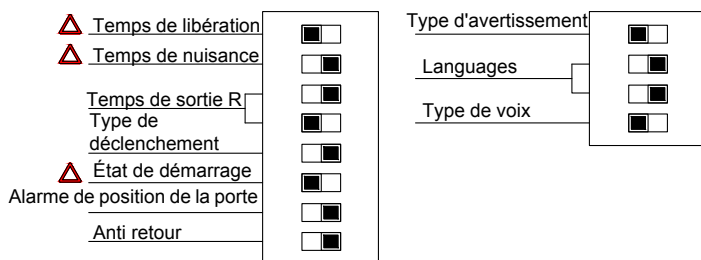 Temps de libération
Temps de nuisance
Temps de sortie R
Type de
déclenchement
État de démarrage
Alarme de position de la porte
Anti retour
Type d'avertissement
Languages
Type de voix